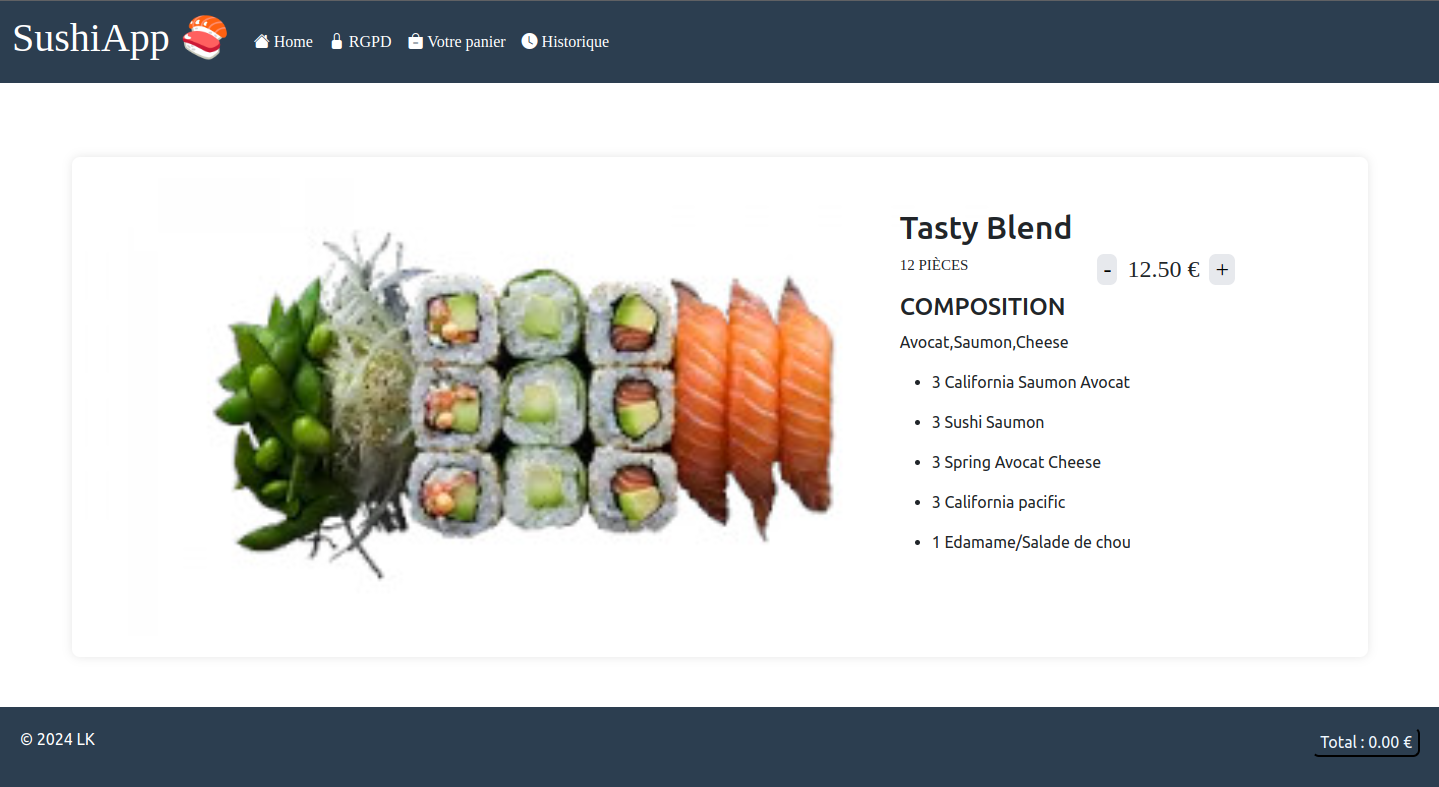 SushiApp 🍣
Home RGPD Votre panier Historique
Tasty Blend
12 PIÈCES
- 12.50 € +
COMPOSITION
Avocat,Saumon,Cheese
• 3 California Saumon Avocat
• 3 Sushi Saumon
• 3 Spring Avocat Cheese
• 3 California pacific
• 1 Edamame/Salade de chou
© 2024 LK
Total : 0.00 €